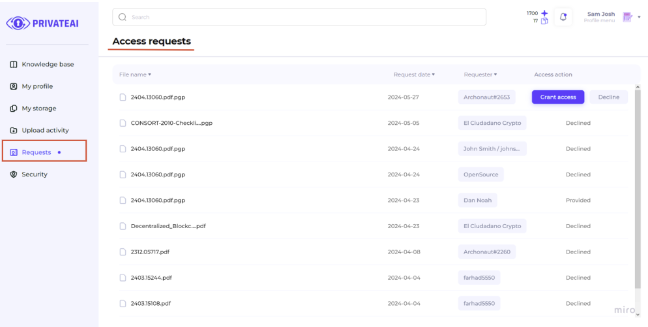 PRIVATEAI
Search
1700
17
Sam Josh
Profile menu
Access requests
Knowledge base
My profile
My storage
Upload activity
Requests
Security
File name Request date Requester Access action
2404.13060.pdf.pgp 2024-05-27 Archonaut#2553 Grant access Decline
CONSORT-2010-Checkli....pgp 2024-05-05 El Ciudadano Crypto Declined
2404.13060.pdf.pgp 2024-04-24 John Smith / johns... Declined
2404.13060.pdf.pgp 2024-04-24 OpenSource Declined
2404.13060.pdf.pgp 2024-04-23 Dan Noah Provided
Decentralized_Blockc....pdf 2024-04-23 El Ciudadano Crypto Declined
2312.05717.pdf 2024-04-08 Archonaut#2260 Declined
2403.15244.pdf 2024-04-04 farhad5550 Declined
2403.15108.pdf 2024-04-04 farhad5550 Declined
miro